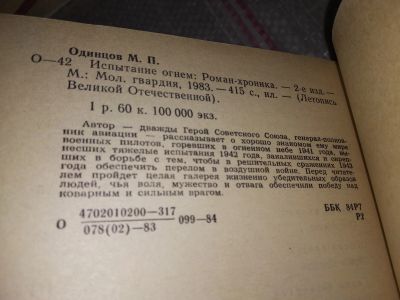 Одинцов М. П.
О—42 Испытание огнем: Роман-хроника. — 2-е изд. —
М.: Мол. гвардия, 1983. — 415 с., ил. — (Летопись
Великой Отечественной).
1 р. 60 к. 100 000 экз.
Автор — дважды Герой Советского Союза, генерал-полков-
ник авиации — рассказывает о хорошо знакомом ему мире
военных пилотов, горевших в огненном небе 1941 года, вы-
несших тяжелые испытания 1942 года, закалившихся и окреп-
ших в борьбе с тем, чтобы в решительных сражениях 1943
года обеспечить перелом в воздушной войне. Перед читате-
лем пройдет целая галерея жизненно убедительных образов
людей, чья воля, мужество и отвага обеспечили победу над
коварным и сильным врагом.
О 4702010200—317
078(02)—83 099—84
ББК 84Р7
Р2